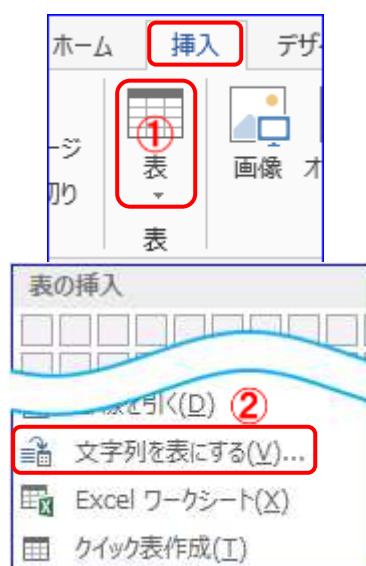 ホーム 挿入 デザ
ージ
切り
①
表
画像
表
表の挿入
を引く(D) ②
文字列を表にする(V)...
Excel ワークシート(X)
クイック表作成(T)